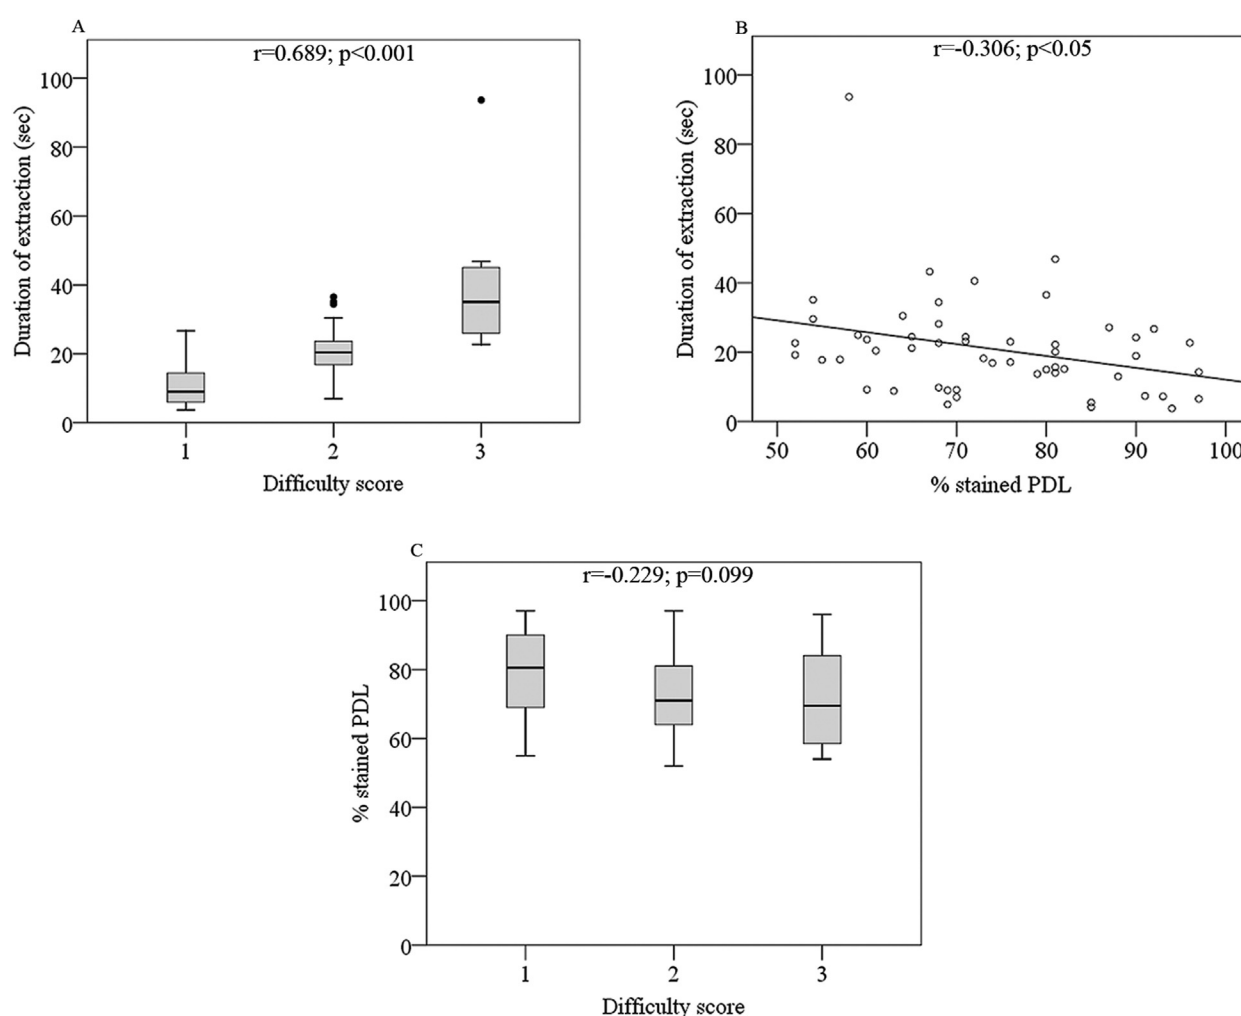 A
r=0.689; p<0.001
Duration of extraction (sec)
100
80
60
40
20
0
1 2 3
Difficulty score
B
r=-0.306; p<0.05
Duration of extraction (sec)
100
80
60
40
20
0
50 60 70 80 90 100
% stained PDL
C
r=-0.229; p=0.099
% stained PDL
100
80
60
40
20
0
1 2 3
Difficulty score